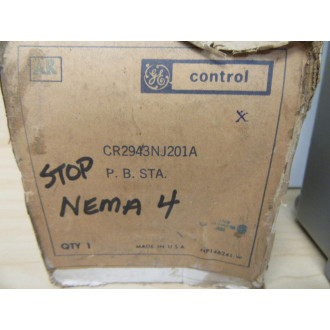 GE control
x
CR2943NJ201A
STOP P. B. STA.
NEMA 4
QTY 1 MADE IN U.S.A